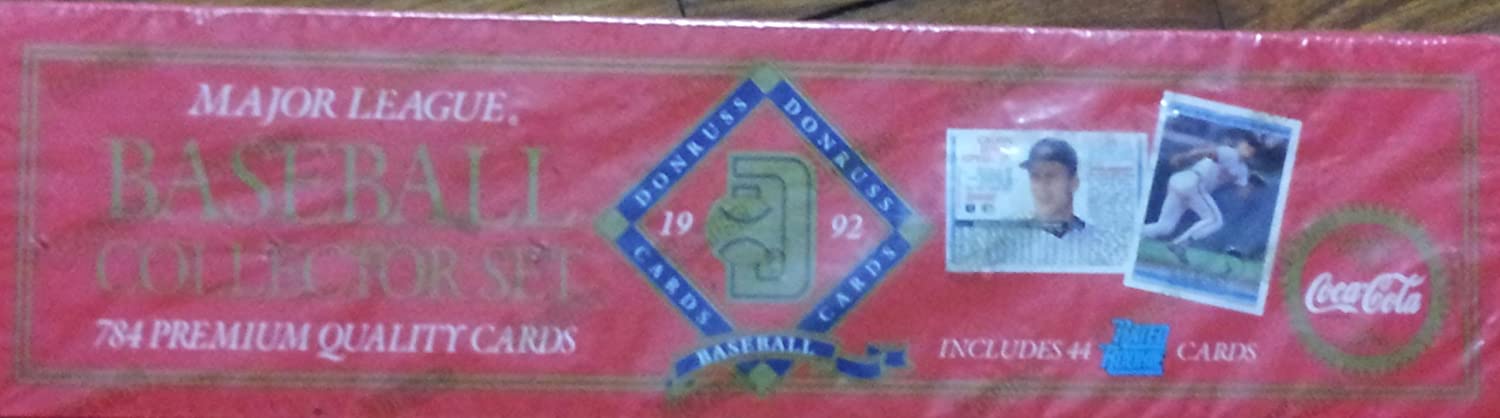 MAJOR LEAGUE
BASEBALL
COLLECTOR SET
784 PREMIUM QUALITY CARDS
DONRUSS
DONRUSS
19
92
CARDS
CARDS
BASEBALL
INCLUDES 44 RATED ROOKIE CARDS
Coca-Cola